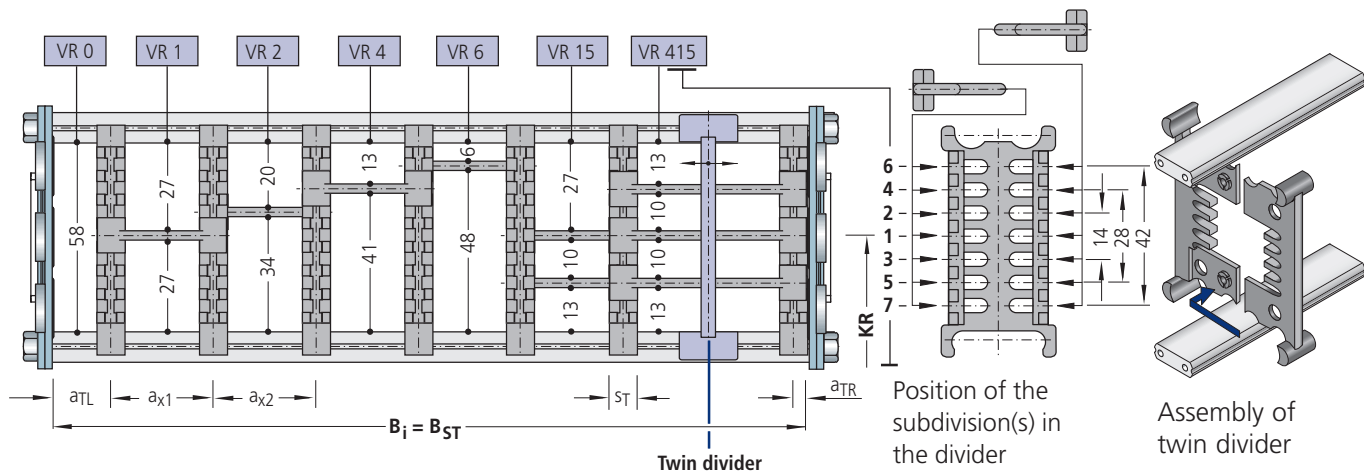 VR 0
VR 1
VR 2
VR 4
VR 6
VR 15
VR 415
58
27
27
20
34
13
41
6
48
27
10
13
13
10
10
13
KR
6
4
2
1
3
5
7
14
28
42
aTL
ax1
ax2
sT
aTR
Bi = BST
Twin divider
Position of the
subdivision(s) in
the divider
Assembly of
twin divider